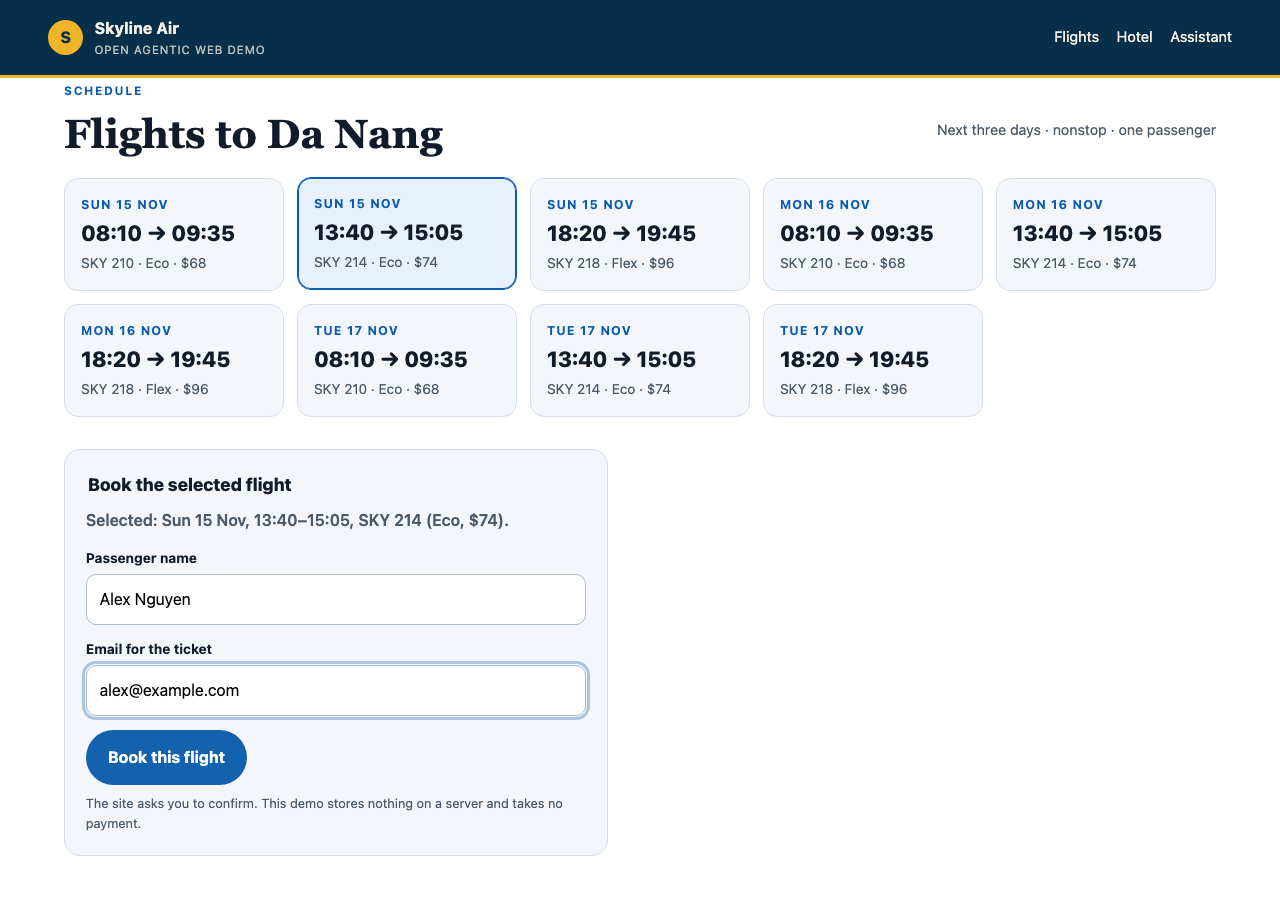 S
Skyline Air
OPEN AGENTIC WEB DEMO
Flights
Hotel
Assistant
SCHEDULE
Flights to Da Nang
Next three days · nonstop · one passenger
SUN 15 NOV
08:10 → 09:35
SKY 210 · Eco · $68
SUN 15 NOV
13:40 → 15:05
SKY 214 · Eco · $74
SUN 15 NOV
18:20 → 19:45
SKY 218 · Flex · $96
MON 16 NOV
08:10 → 09:35
SKY 210 · Eco · $68
MON 16 NOV
13:40 → 15:05
SKY 214 · Eco · $74
MON 16 NOV
18:20 → 19:45
SKY 218 · Flex · $96
TUE 17 NOV
08:10 → 09:35
SKY 210 · Eco · $68
TUE 17 NOV
13:40 → 15:05
SKY 214 · Eco · $74
TUE 17 NOV
18:20 → 19:45
SKY 218 · Flex · $96
Book the selected flight
Selected: Sun 15 Nov, 13:40–15:05, SKY 214 (Eco, $74).
Passenger name
Alex Nguyen
Email for the ticket
alex@example.com
Book this flight
The site asks you to confirm. This demo stores nothing on a server and takes no
payment.